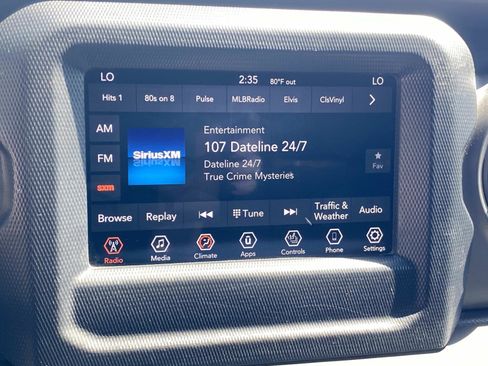 LO 2:35 80°F out LO
Hits 1 80s on 8 Pulse MLBRadio Elvis ClsVinyl
AM
FM
sxm
SiriusXM
Entertainment
107 Dateline 24/7
Dateline 24/7
True Crime Mysteries
Fav
Browse Replay Tune Traffic & Weather Audio
Radio Media Climate Apps Controls Phone Settings